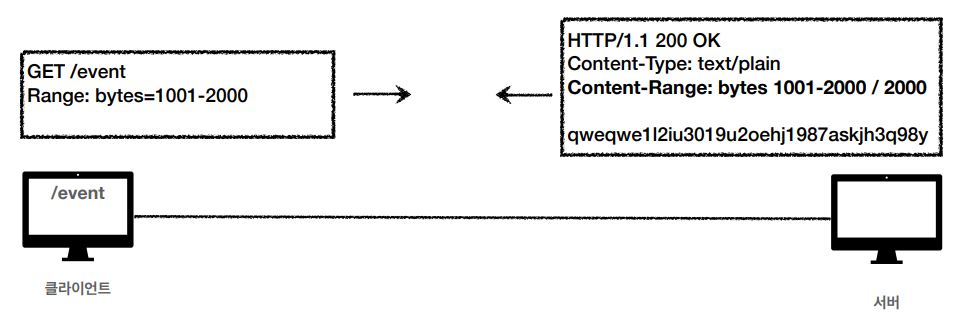 GET /event
Range: bytes=1001-2000
HTTP/1.1 200 OK
Content-Type: text/plain
Content-Range: bytes 1001-2000 / 2000
qweqwe1l2iu3019u2oehj1987askjh3q98y
/event
클라이언트
서버